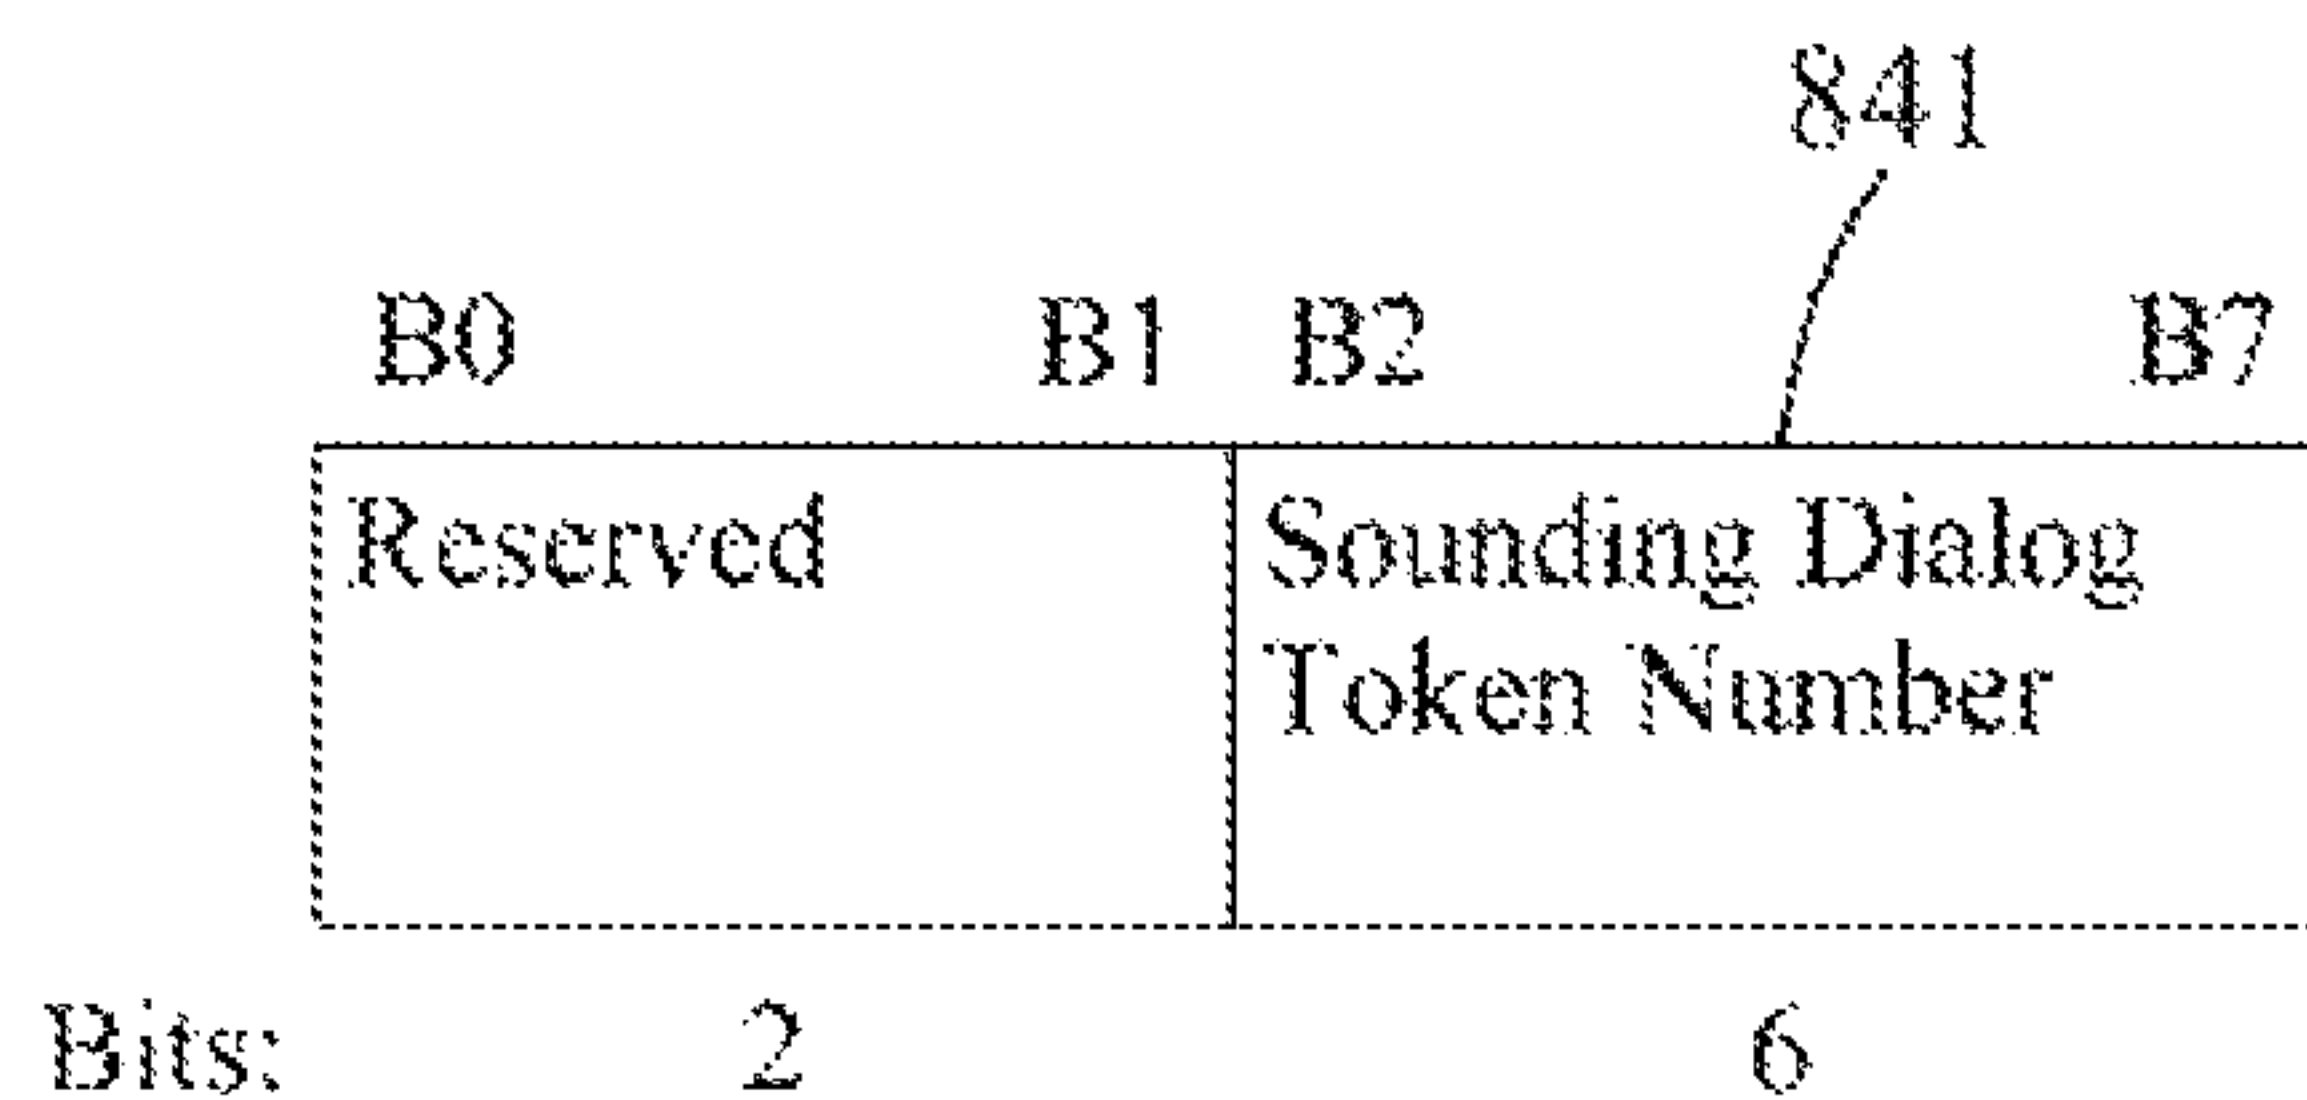 841
B0 B1 B2 B7
Reserved Sounding Dialog
Token Number
Bits: 2 6